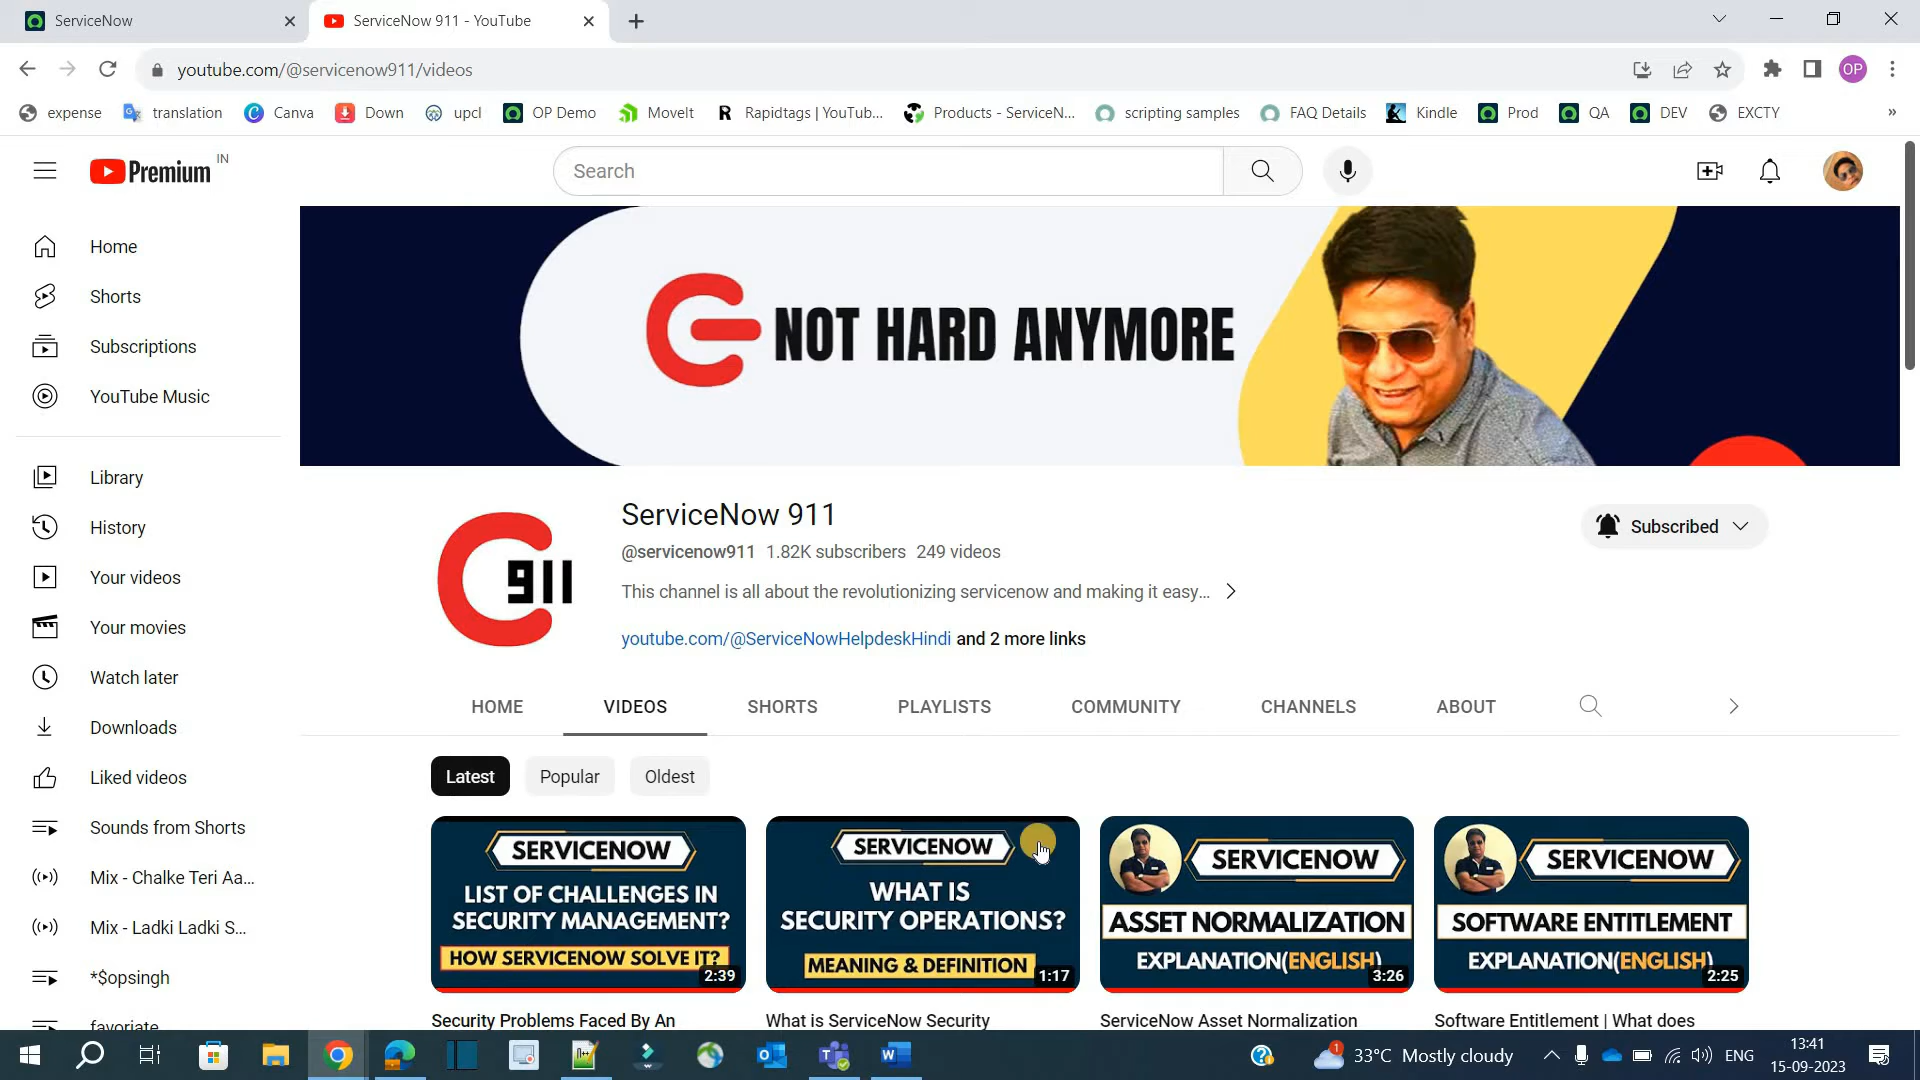 ServiceNow
ServiceNow 911 - YouTube
youtube.com/@servicenow911/videos
OP
expense
translation
Canva
Down
upcl
OP Demo
MoveIt
Rapidtags | YouTub...
Products - ServiceN...
scripting samples
FAQ Details
Kindle
Prod
QA
DEV
EXCTY
»
Premium IN
Search
Home
Shorts
Subscriptions
YouTube Music
Library
History
Your videos
Your movies
Watch later
Downloads
Liked videos
Sounds from Shorts
Mix - Chalke Teri Aa...
Mix - Ladki Ladki S...
*$opsingh
favoriate
NOT HARD ANYMORE
911
ServiceNow 911
@servicenow911 1.82K subscribers 249 videos
This channel is all about the revolutionizing servicenow and making it easy...
youtube.com/@ServiceNowHelpdeskHindi and 2 more links
Subscribed
HOME
VIDEOS
SHORTS
PLAYLISTS
COMMUNITY
CHANNELS
ABOUT
Latest
Popular
Oldest
SERVICENOW
LIST OF CHALLENGES IN
SECURITY MANAGEMENT?
HOW SERVICENOW SOLVE IT?
2:39
Security Problems Faced By An
SERVICENOW
WHAT IS
SECURITY OPERATIONS?
MEANING & DEFINITION
1:17
What is ServiceNow Security
SERVICENOW
ASSET NORMALIZATION
EXPLANATION(ENGLISH)
3:26
ServiceNow Asset Normalization
SERVICENOW
SOFTWARE ENTITLEMENT
EXPLANATION(ENGLISH)
2:25
Software Entitlement | What does
1
33°C Mostly cloudy
ENG
13:41
15-09-2023